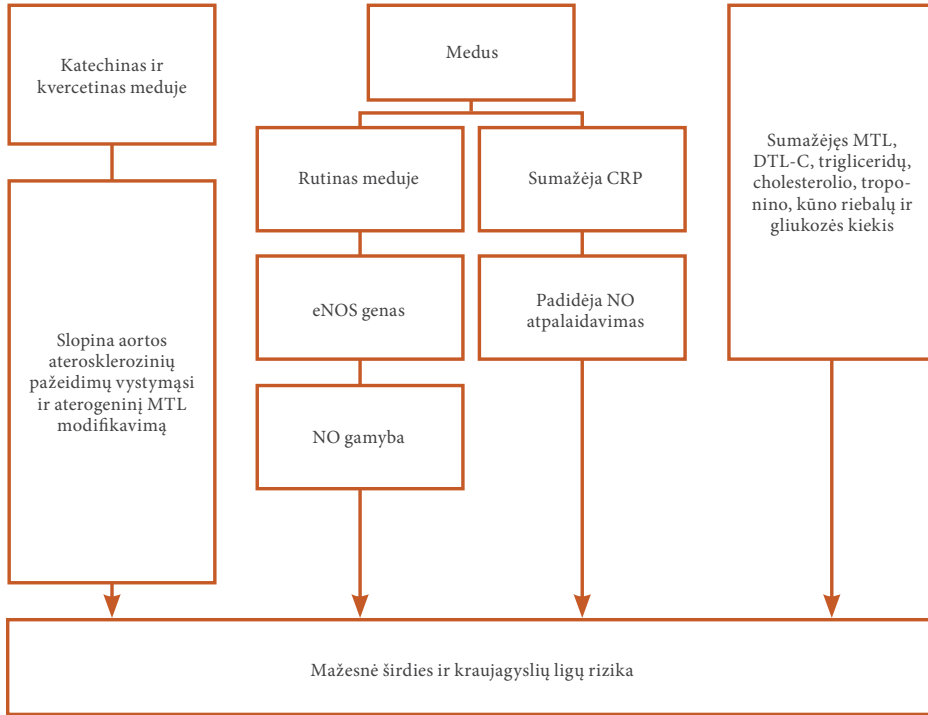 Katechinas ir
kvercetinas meduje
Slopina aortos
aterosklerozinių
pažeidimų vystymąsi
ir aterogeninį MTL
modifikavimą
Medus
Rutinas meduje
eNOS genas
NO gamyba
Sumažėja CRP
Padidėja NO
atpalaidavimas
Sumažėjęs MTL,
DTL-C, trigliceridų,
cholesterolio, tropo-
nino, kūno riebalų ir
gliukozės kiekis
Mažesnė širdies ir kraujagyslių ligų rizika